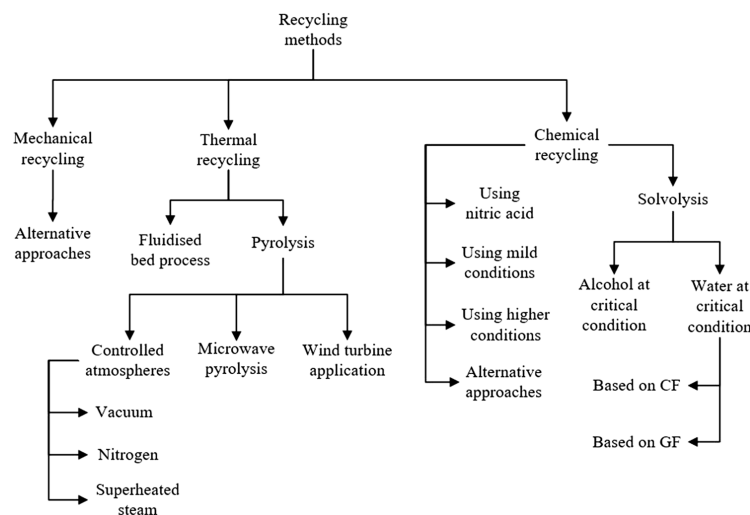 Recycling
methods
Mechanical
recycling
Thermal
recycling
Chemical
recycling
Alternative
approaches
Fluidised
bed process
Pyrolysis
Using
nitric acid
Solvolysis
Using mild
conditions
Alcohol at
critical
condition
Water at
critical
condition
Using higher
conditions
Controlled
atmospheres
Microwave
pyrolysis
Wind turbine
application
Alternative
approaches
Based on CF
Based on GF
Vacuum
Nitrogen
Superheated
steam